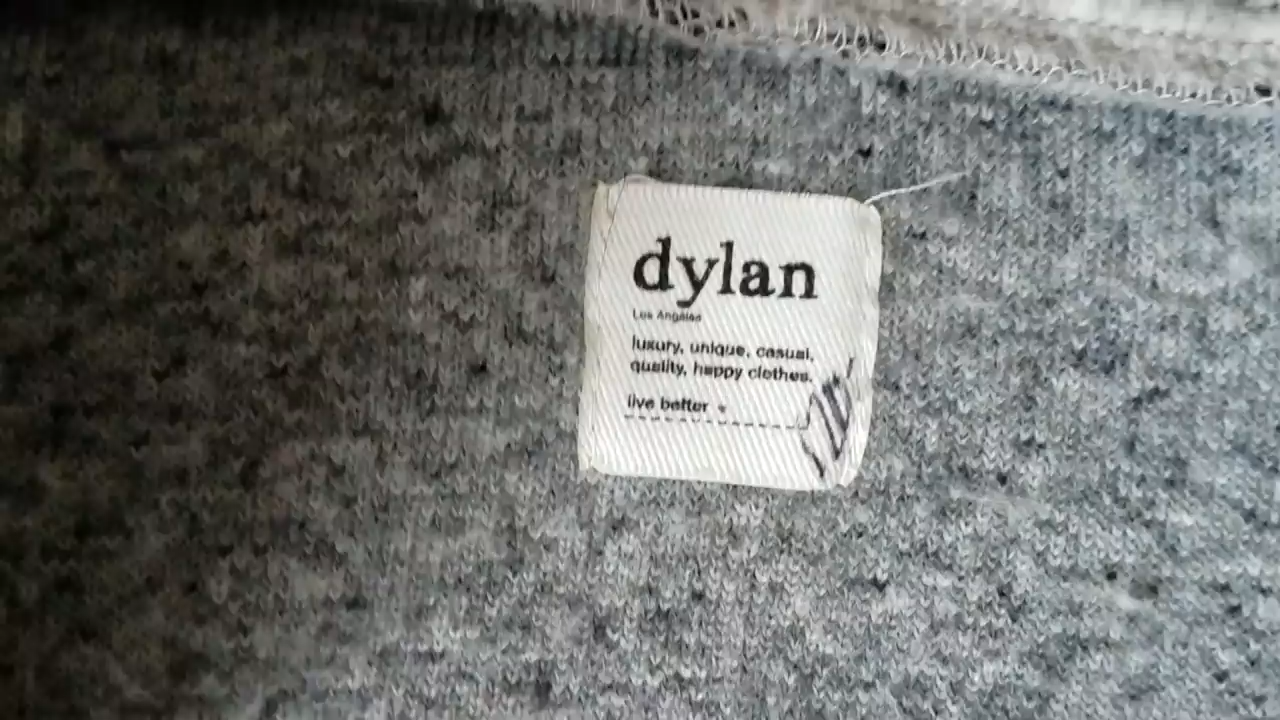 dylan
Los Angeles
luxury, unique, casual,
quality, happy clothes.
live better